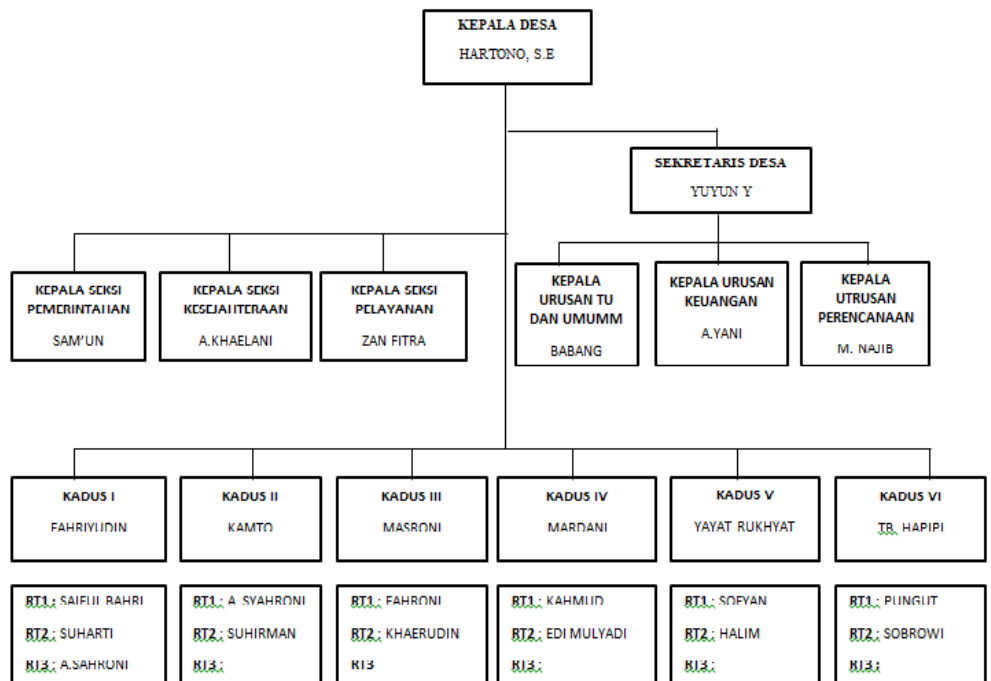 KEPALA DESA
HARTONO, S.E
SEKRETARIS DESA
YUYUN Y
KEPALA SEKSI
PEMERINTAHAN
SAM'UN
KEPALA SEKSI
KESEJAHTERAAN
A.KHAELANI
KEPALA SEKSI
PELAYANAN
ZAN FITRA
KEPALA
URUSAN TU
DAN UMUMM
BABANG
KEPALA URUSAN
KEUANGAN
A.YANI
KEPALA
UTRUSAN
PERENCANAAN
M. NAJIB
KADUS I
FAHRIYUDIN
KADUS II
KAMTO
KADUS III
MASRONI
KADUS IV
MARDANI
KADUS V
YAYAT RUKHYAT
KADUS VI
TB. HAPIPI
RT1 : SAIFUL BAHRI
RT2 : SUHARTI
RT3 : A.SAHRONI
RT1 : A. SYAHRONI
RT2 : SUHIRMAN
RT3 :
RT1 : FAHRONI
RT2 : KHAERUDIN
RT3
RT1 : KAHMUD
RT2 : EDI MULYADI
RT3 :
RT1 : SOFYAN
RT2 : HALIM
RT3 :
RT1 : PUNGUT
RT2 : SOBROWI
RT3 :